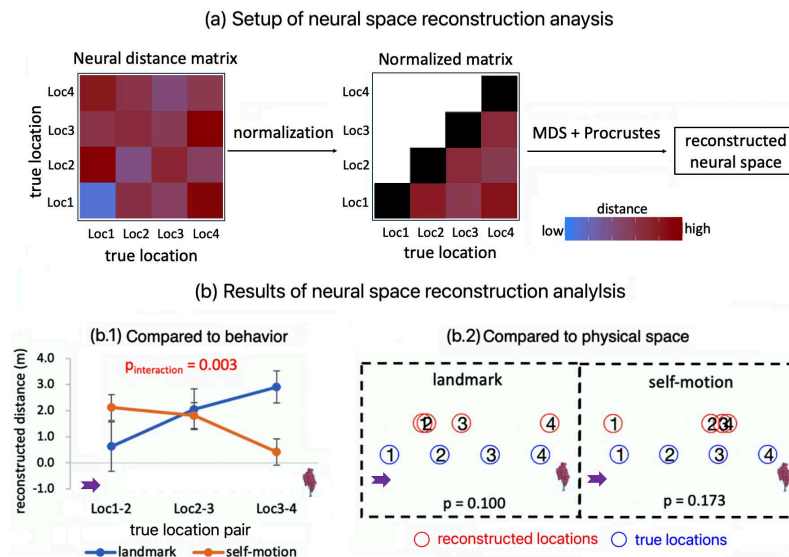 (a) Setup of neural space reconstruction anaysis
Neural distance matrix
Normalized matrix
Loc4
Loc3
Loc2
Loc1
true location
Loc1 Loc2 Loc3 Loc4
true location
normalization
Loc4
Loc3
Loc2
Loc1
true location
Loc1 Loc2 Loc3 Loc4
true location
MDS + Procrustes
reconstructed
neural space
distance
low
high
(b) Results of neural space reconstruction analylsis
(b.1) Compared to behavior
pinteraction = 0.003
reconstructed distance (m)
4.0
3.0
2.0
1.0
0.0
-1.0
Loc1-2 Loc2-3 Loc3-4
true location pair
landmark self-motion
(b.2) Compared to physical space
landmark
1 2 3 4
1 2 3 4
p = 0.100
self-motion
1 2 3 4
1 2 3 4
p = 0.173
reconstructed locations true locations